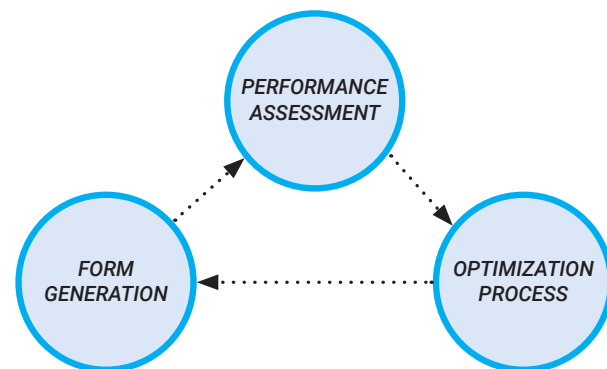 PERFORMANCE
ASSESSMENT
FORM
GENERATION
OPTIMIZATION
PROCESS